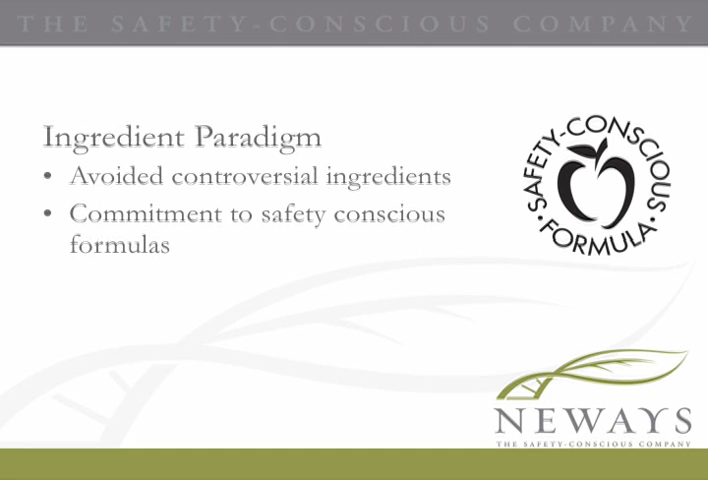 THE SAFETY-CONSCIOUS COMPANY
Ingredient Paradigm
• Avoided controversial ingredients
• Commitment to safety conscious
formulas
SAFETY-CONSCIOUS
• FORMULA •
NEWAYS
THE SAFETY-CONSCIOUS COMPANY